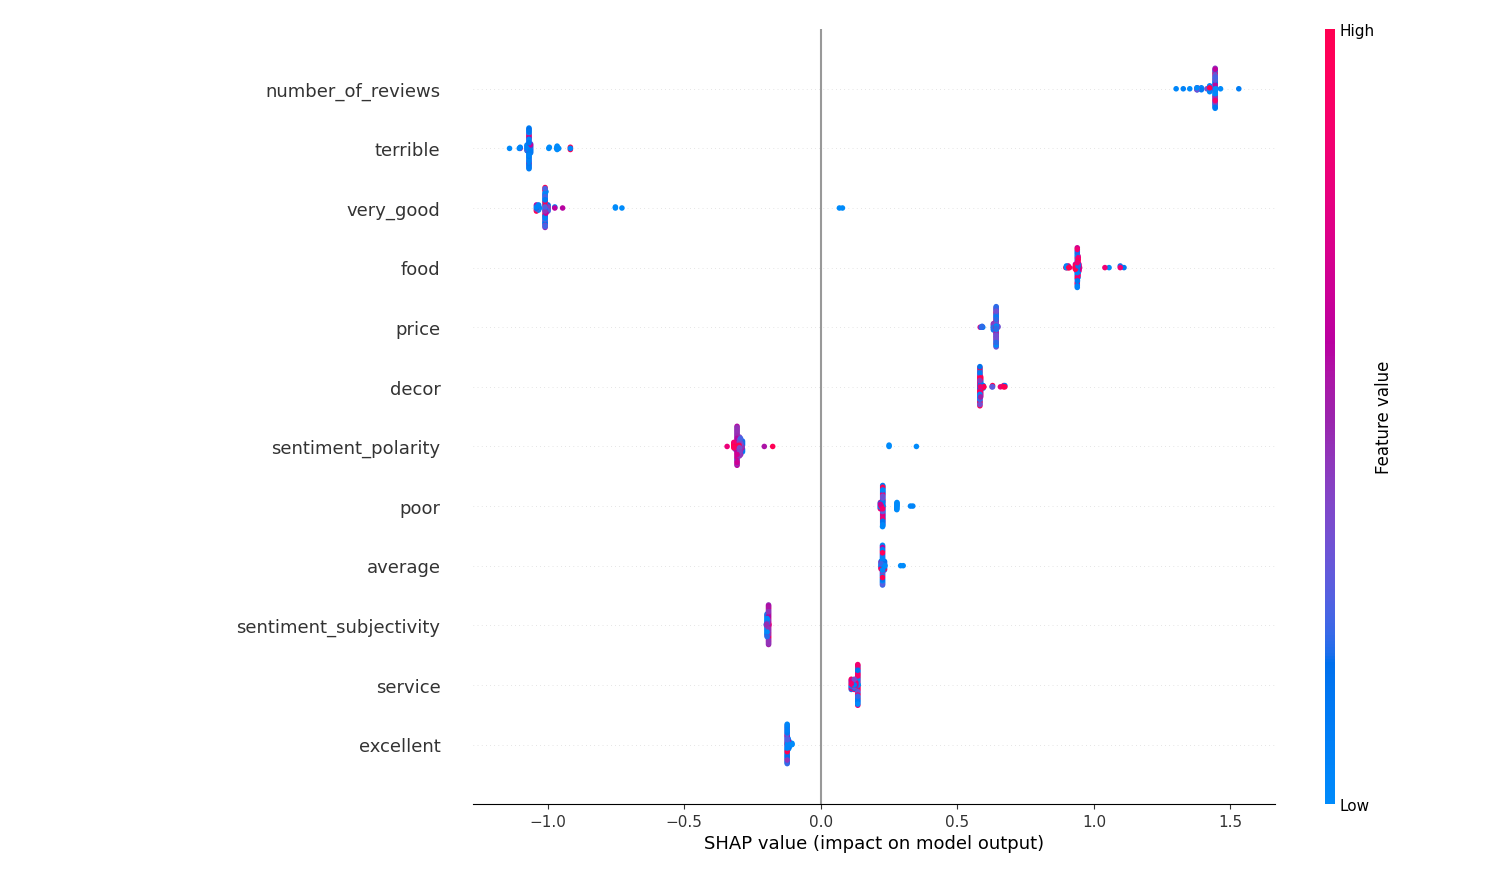 High
number_of_reviews
terrible
very_good
food
price
decor
sentiment_polarity
poor
average
sentiment_subjectivity
service
excellent
Feature value
Low
−1.0 −0.5 0.0 0.5 1.0 1.5
SHAP value (impact on model output)